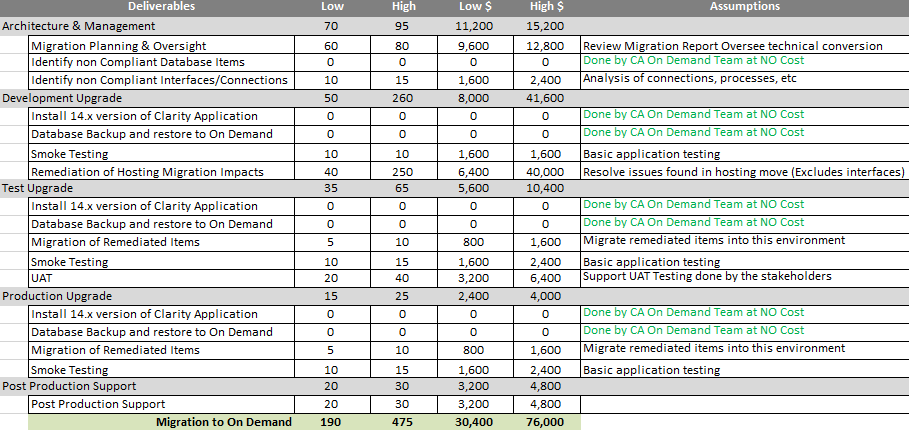 Deliverables Low High Low $ High $ Assumptions
Architecture & Management 70 95 11,200 15,200
Migration Planning & Oversight 60 80 9,600 12,800 Review Migration Report Oversee technical conversion
Identify non Compliant Database Items 0 0 0 0 Done by CA On Demand Team at NO Cost
Identify non Compliant Interfaces/Connections 10 15 1,600 2,400 Analysis of connections, processes, etc
Development Upgrade 50 260 8,000 41,600
Install 14.x version of Clarity Application 0 0 0 0 Done by CA On Demand Team at NO Cost
Database Backup and restore to On Demand 0 0 0 0 Done by CA On Demand Team at NO Cost
Smoke Testing 10 10 1,600 1,600 Basic application testing
Remediation of Hosting Migration Impacts 40 250 6,400 40,000 Resolve issues found in hosting move (Excludes interfaces)
Test Upgrade 35 65 5,600 10,400
Install 14.x version of Clarity Application 0 0 0 0 Done by CA On Demand Team at NO Cost
Database Backup and restore to On Demand 0 0 0 0 Done by CA On Demand Team at NO Cost
Migration of Remediated Items 5 10 800 1,600 Migrate remediated items into this environment
Smoke Testing 10 15 1,600 2,400 Basic application testing
UAT 20 40 3,200 6,400 Support UAT Testing done by the stakeholders
Production Upgrade 15 25 2,400 4,000
Install 14.x version of Clarity Application 0 0 0 0 Done by CA On Demand Team at NO Cost
Database Backup and restore to On Demand 0 0 0 0 Done by CA On Demand Team at NO Cost
Migration of Remediated Items 5 10 800 1,600 Migrate remediated items into this environment
Smoke Testing 10 15 1,600 2,400 Basic application testing
Post Production Support 20 30 3,200 4,800
Post Production Support 20 30 3,200 4,800
Migration to On Demand 190 475 30,400 76,000